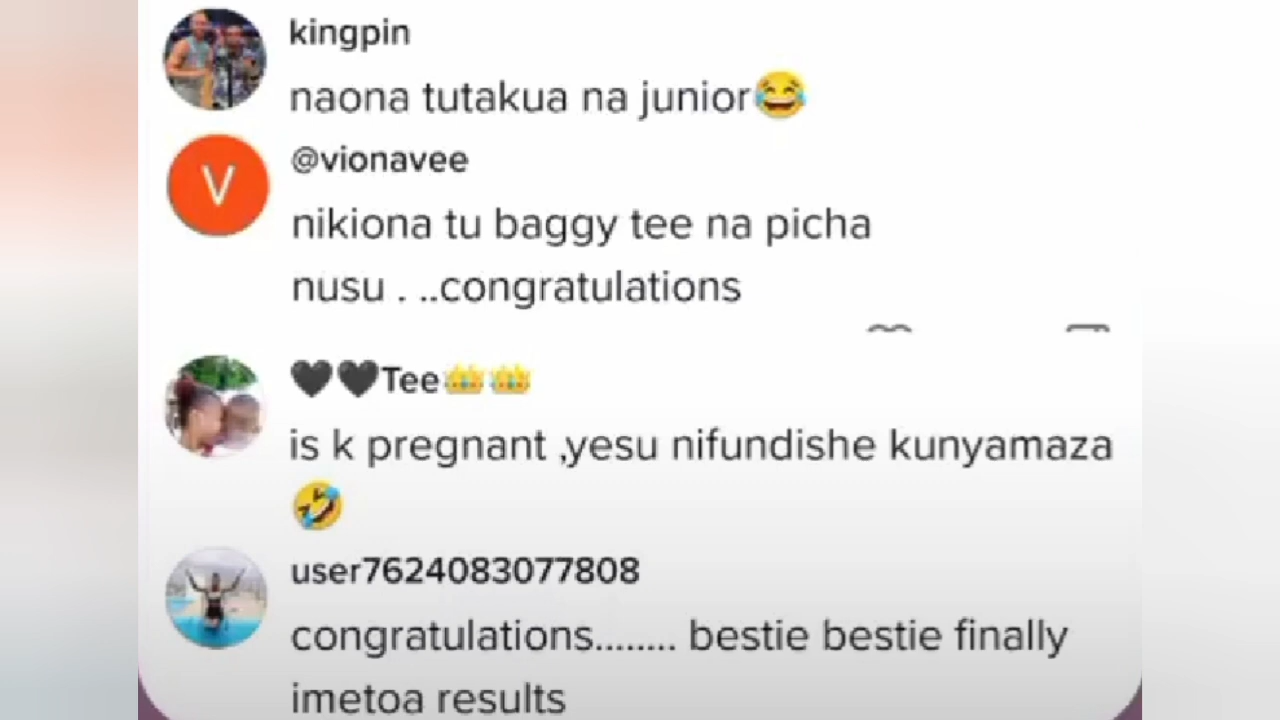 kingpin
naona tutakua na junior😂
V
@vionavee
nikiona tu baggy tee na picha
nusu . ..congratulations
🖤🖤Tee👑👑
is k pregnant ,yesu nifundishe kunyamaza
🤣
user7624083077808
congratulations........ bestie bestie finally
imetoa results